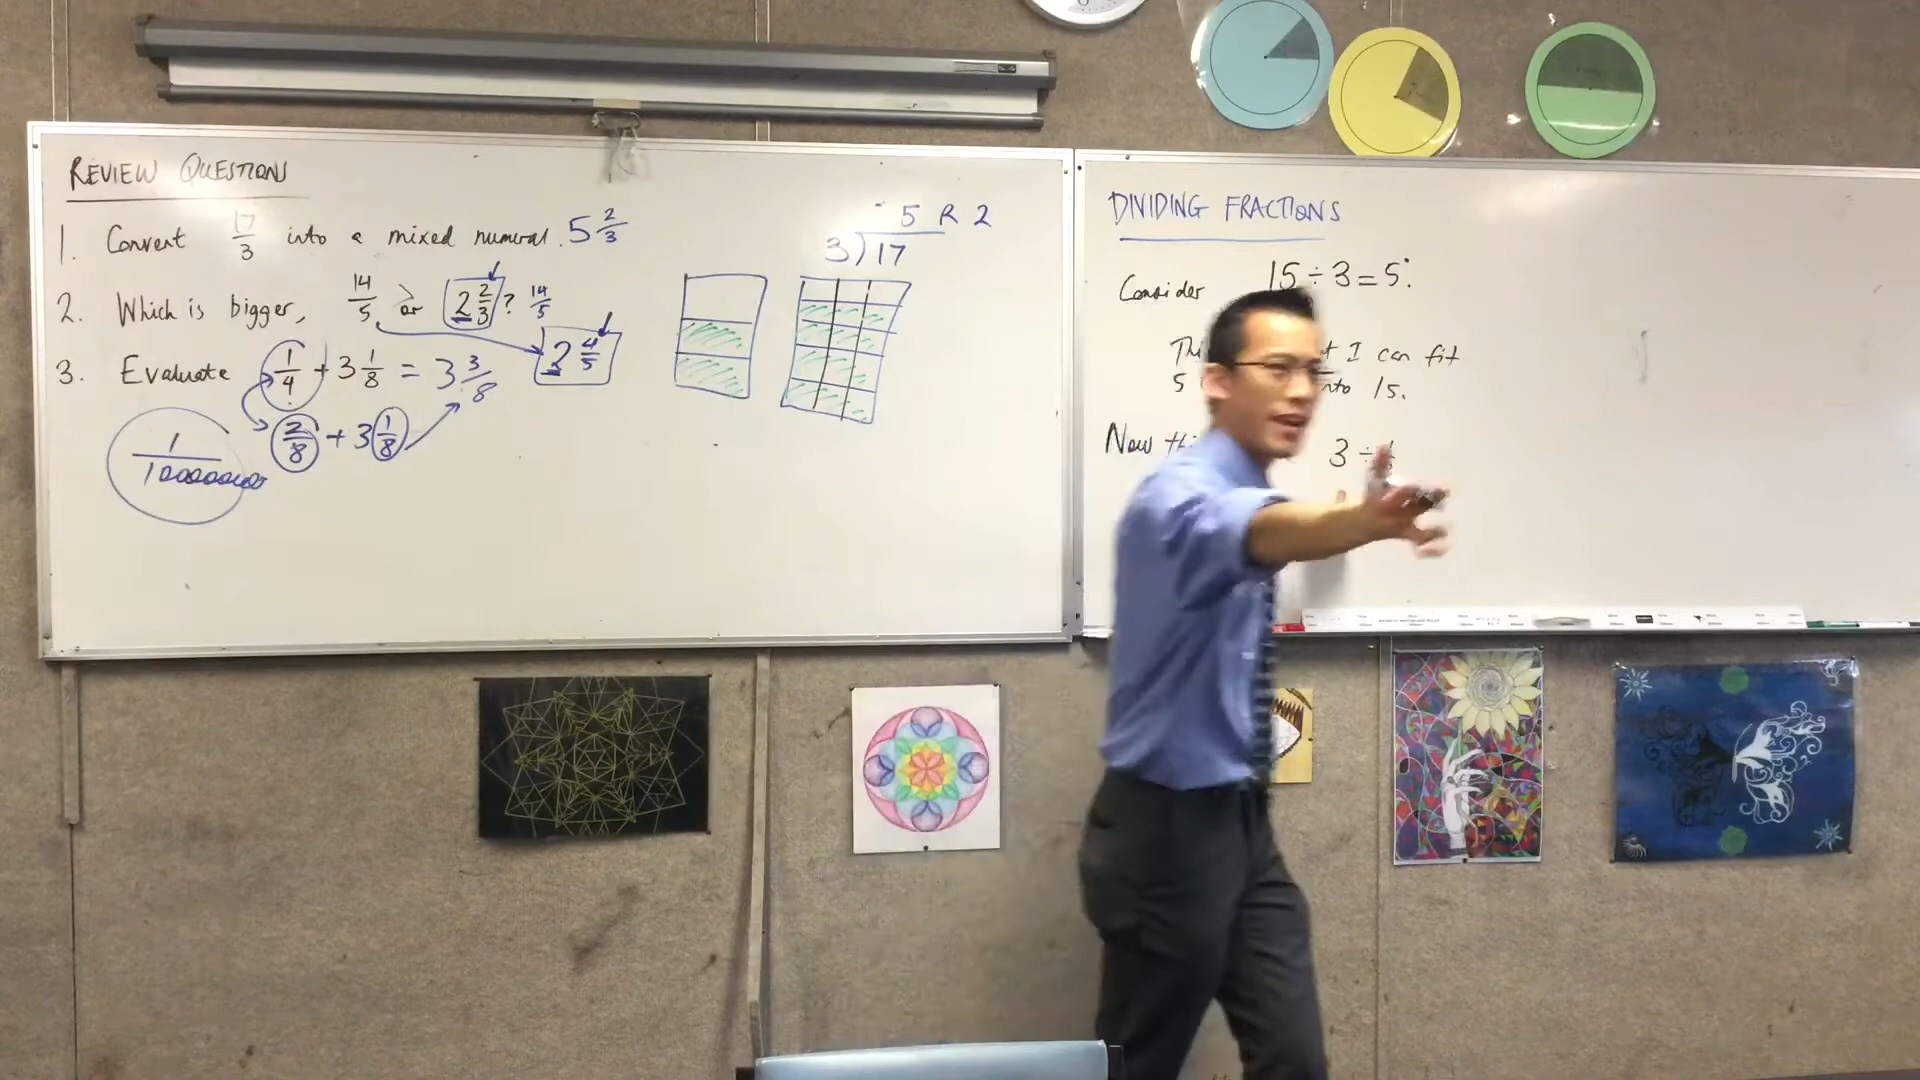 REVIEW QUESTIONS
1. Convert 17/3 into a mixed numeral. 5 2/3
2. Which is bigger, 14/5 > or 2 2/3? 14/5
2 4/5
3. Evaluate 1/4 + 3 1/8 = 3 3/8
2/8 + 3 1/8
5 R 2
3)17
DIVIDING FRACTIONS
Consider 15 ÷ 3 = 5.
I can fit
5 into 15.
Now
3 ÷